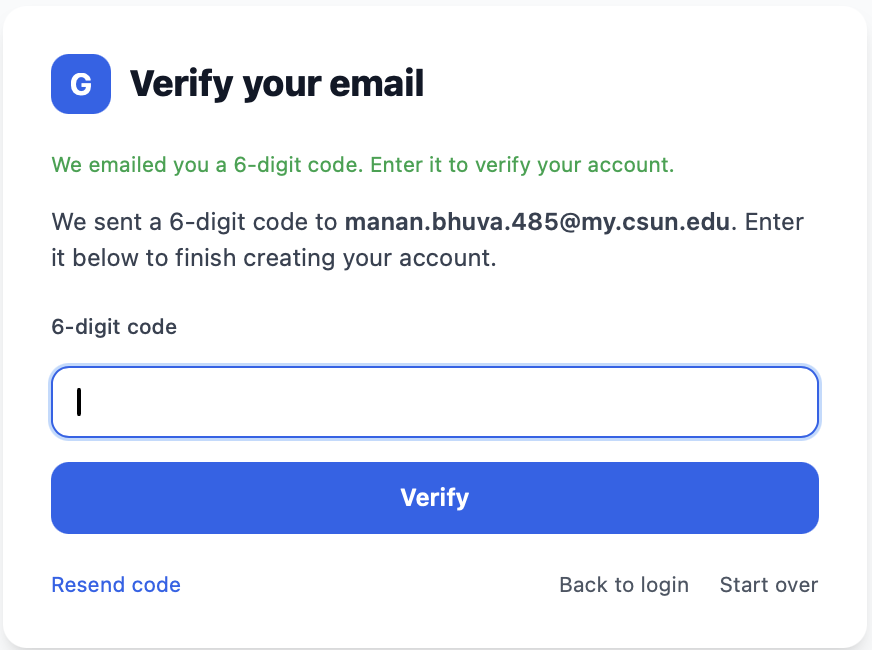 G
Verify your email
We emailed you a 6-digit code. Enter it to verify your account.
We sent a 6-digit code to manan.bhuva.485@my.csun.edu. Enter
it below to finish creating your account.
6-digit code
Verify
Resend code
Back to login
Start over